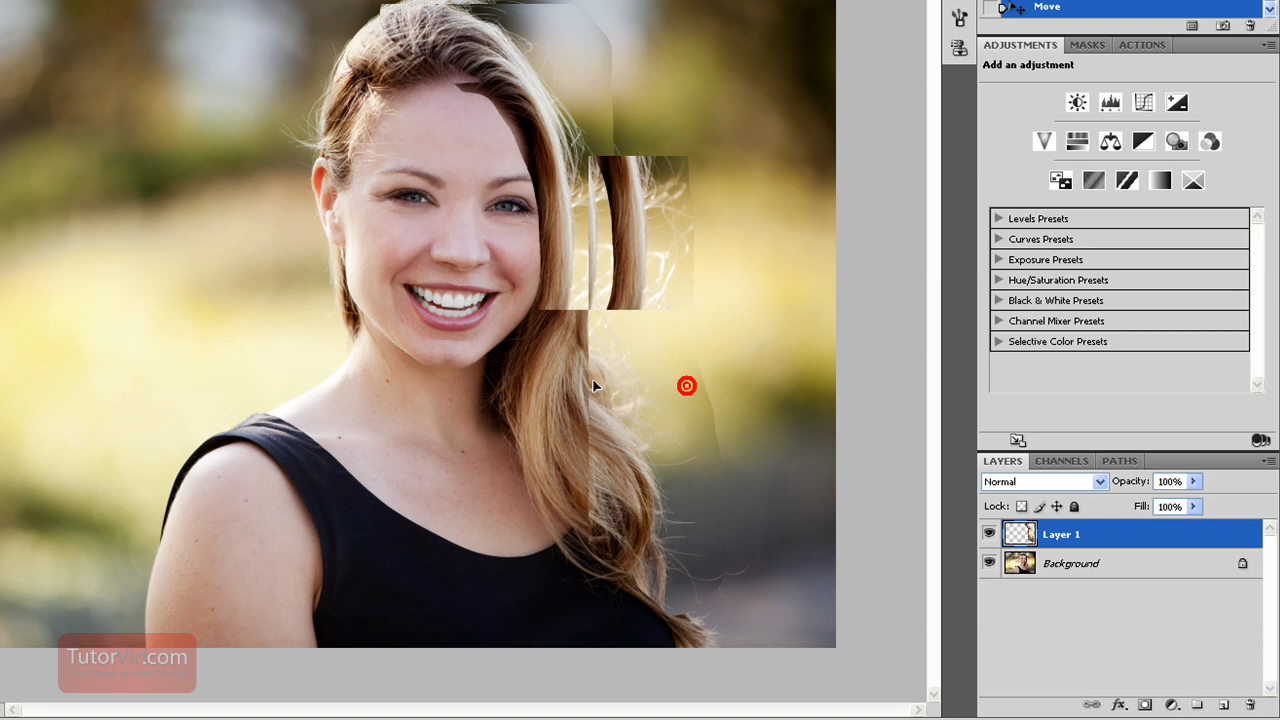 Move
ADJUSTMENTS MASKS ACTIONS
Add an adjustment
Levels Presets
Curves Presets
Exposure Presets
Hue/Saturation Presets
Black & White Presets
Channel Mixer Presets
Selective Color Presets
LAYERS CHANNELS PATHS
Normal Opacity: 100%
Lock: Fill: 100%
Layer 1
Background
TutorVid.com